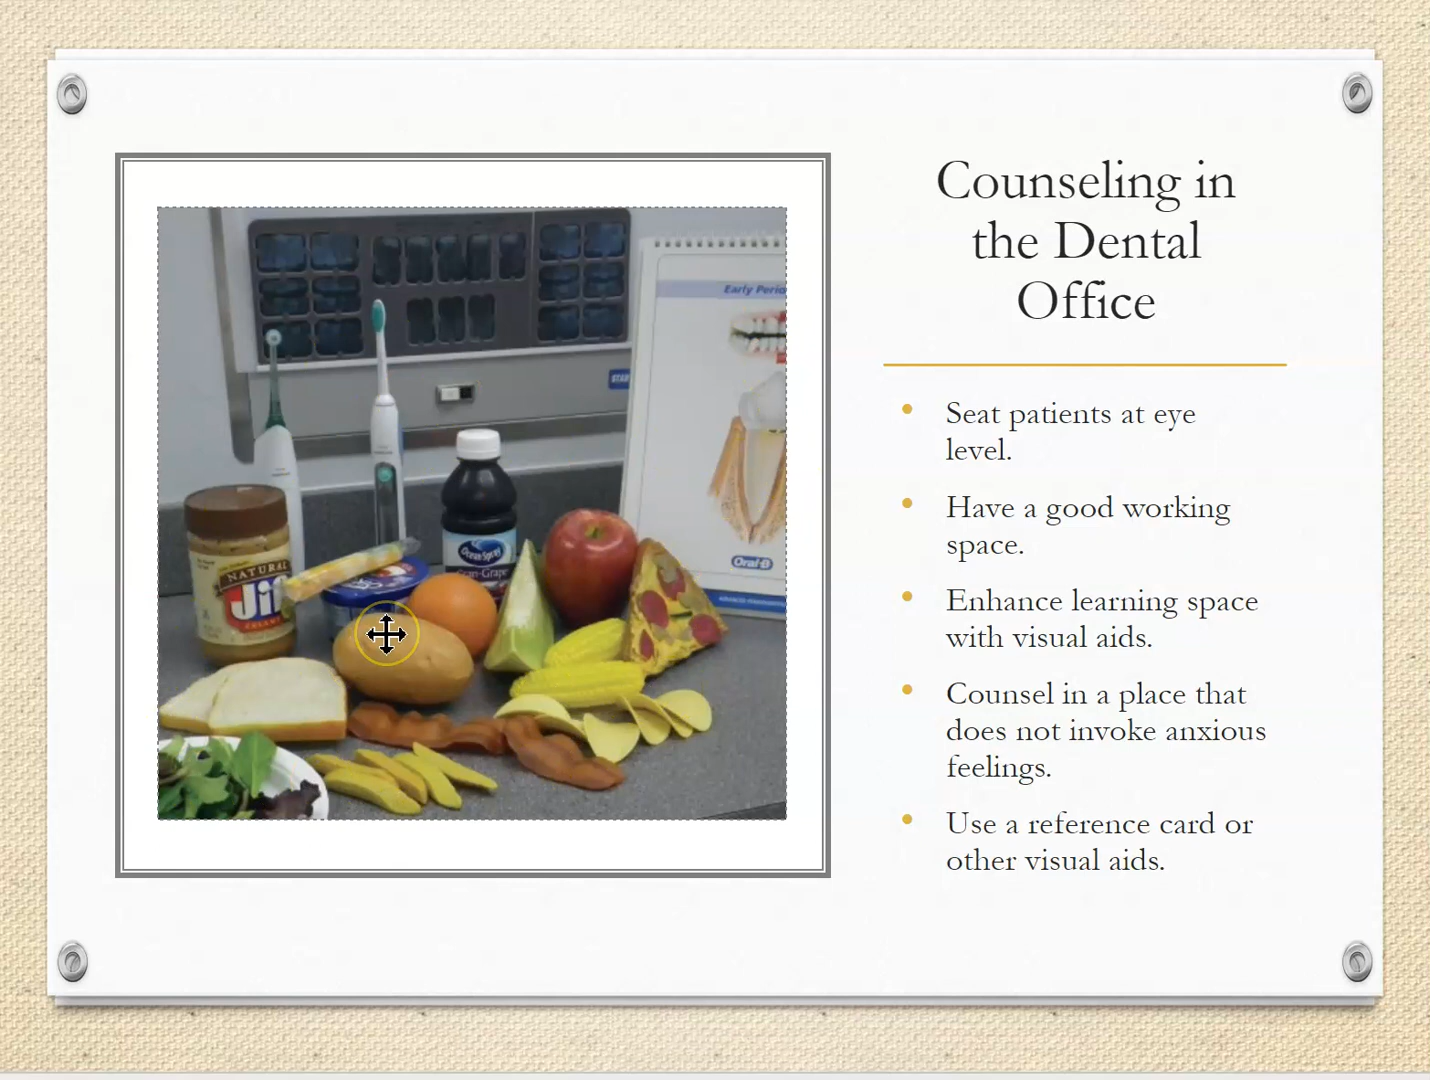 Counseling in
the Dental
Office
• Seat patients at eye
level.
• Have a good working
space.
• Enhance learning space
with visual aids.
• Counsel in a place that
does not invoke anxious
feelings.
• Use a reference card or
other visual aids.
Early Perio
STAR
NATURAL
Jif
CREAMY
Ocean Spray
Oral-B